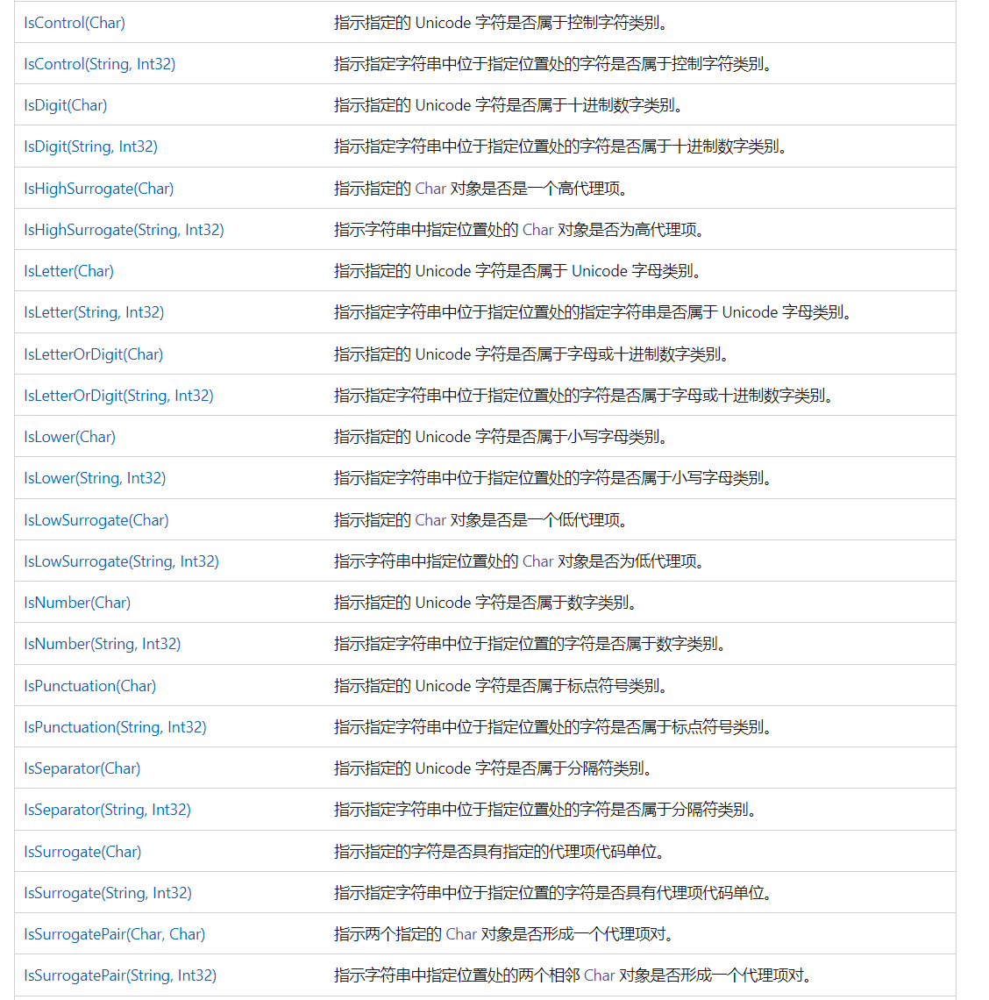 IsControl(Char) 指示指定的 Unicode 字符是否属于控制字符类别。
IsControl(String, Int32) 指示指定字符串中位于指定位置处的字符是否属于控制字符类别。
IsDigit(Char) 指示指定的 Unicode 字符是否属于十进制数字类别。
IsDigit(String, Int32) 指示指定字符串中位于指定位置处的字符是否属于十进制数字类别。
IsHighSurrogate(Char) 指示指定的 Char 对象是否是一个高代理项。
IsHighSurrogate(String, Int32) 指示字符串中指定位置处的 Char 对象是否为高代理项。
IsLetter(Char) 指示指定的 Unicode 字符是否属于 Unicode 字母类别。
IsLetter(String, Int32) 指示指定字符串中位于指定位置处的指定字符串是否属于 Unicode 字母类别。
IsLetterOrDigit(Char) 指示指定的 Unicode 字符是否属于字母或十进制数字类别。
IsLetterOrDigit(String, Int32) 指示指定字符串中位于指定位置处的字符是否属于字母或十进制数字类别。
IsLower(Char) 指示指定的 Unicode 字符是否属于小写字母类别。
IsLower(String, Int32) 指示指定字符串中位于指定位置处的字符是否属于小写字母类别。
IsLowSurrogate(Char) 指示指定的 Char 对象是否是一个低代理项。
IsLowSurrogate(String, Int32) 指示字符串中指定位置处的 Char 对象是否为低代理项。
IsNumber(Char) 指示指定的 Unicode 字符是否属于数字类别。
IsNumber(String, Int32) 指示指定字符串中位于指定位置的字符是否属于数字类别。
IsPunctuation(Char) 指示指定的 Unicode 字符是否属于标点符号类别。
IsPunctuation(String, Int32) 指示指定字符串中位于指定位置处的字符是否属于标点符号类别。
IsSeparator(Char) 指示指定的 Unicode 字符是否属于分隔符类别。
IsSeparator(String, Int32) 指示指定字符串中位于指定位置处的字符是否属于分隔符类别。
IsSurrogate(Char) 指示指定的字符是否具有指定的代理项代码单位。
IsSurrogate(String, Int32) 指示指定字符串中位于指定位置的字符是否具有代理项代码单位。
IsSurrogatePair(Char, Char) 指示两个指定的 Char 对象是否形成一个代理项对。
IsSurrogatePair(String, Int32) 指示字符串中指定位置处的两个相邻 Char 对象是否形成一个代理项对。